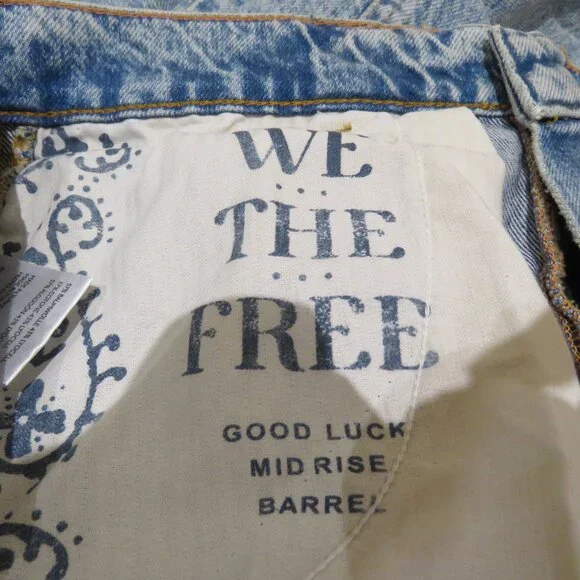 WE
THE
FREE
GOOD LUCK
MID RISE
BARREL